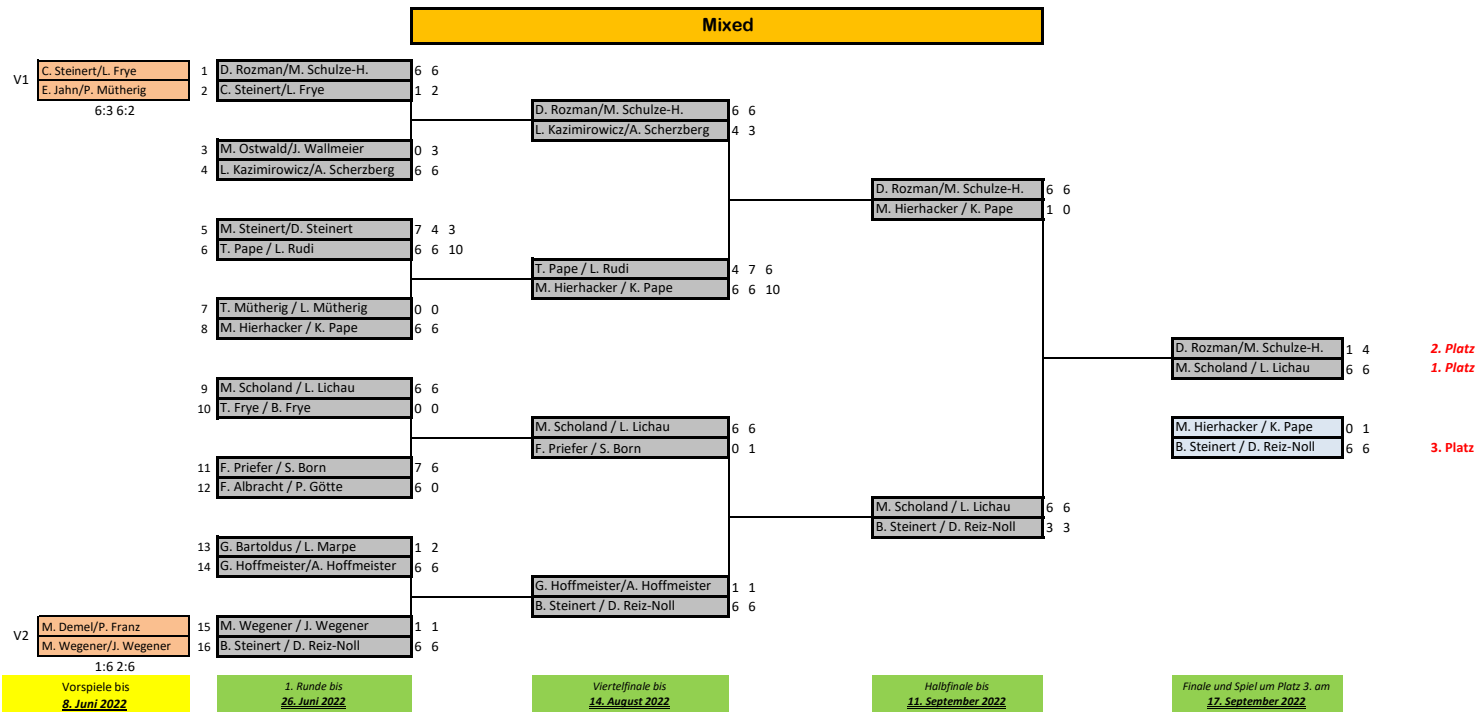 Mixed
V1
C. Steinert/L. Frye
E. Jahn/P. Mütherig
6:3 6:2
1 D. Rozman/M. Schulze-H. 6 6
2 C. Steinert/L. Frye 1 2
3 M. Ostwald/J. Wallmeier 0 3
4 L. Kazimirowicz/A. Scherzberg 6 6
5 M. Steinert/D. Steinert 7 4 3
6 T. Pape / L. Rudi 6 6 10
7 T. Mütherig / L. Mütherig 0 0
8 M. Hierhacker / K. Pape 6 6
9 M. Scholand / L. Lichau 6 6
10 T. Frye / B. Frye 0 0
11 F. Priefer / S. Born 7 6
12 F. Albracht / P. Götte 6 0
13 G. Bartoldus / L. Marpe 1 2
14 G. Hoffmeister/A. Hoffmeister 6 6
V2
M. Demel/P. Franz
M. Wegener/J. Wegener
1:6 2:6
15 M. Wegener / J. Wegener 1 1
16 B. Steinert / D. Reiz-Noll 6 6
D. Rozman/M. Schulze-H. 6 6
L. Kazimirowicz/A. Scherzberg 4 3
T. Pape / L. Rudi 4 7 6
M. Hierhacker / K. Pape 6 6 10
M. Scholand / L. Lichau 6 6
F. Priefer / S. Born 0 1
G. Hoffmeister/A. Hoffmeister 1 1
B. Steinert / D. Reiz-Noll 6 6
D. Rozman/M. Schulze-H. 6 6
M. Hierhacker / K. Pape 1 0
M. Scholand / L. Lichau 6 6
B. Steinert / D. Reiz-Noll 3 3
D. Rozman/M. Schulze-H. 1 4 2. Platz
M. Scholand / L. Lichau 6 6 1. Platz
M. Hierhacker / K. Pape 0 1
B. Steinert / D. Reiz-Noll 6 6 3. Platz
Vorspiele bis
8. Juni 2022
1. Runde bis
26. Juni 2022
Viertelfinale bis
14. August 2022
Halbfinale bis
11. September 2022
Finale und Spiel um Platz 3. am
17. September 2022